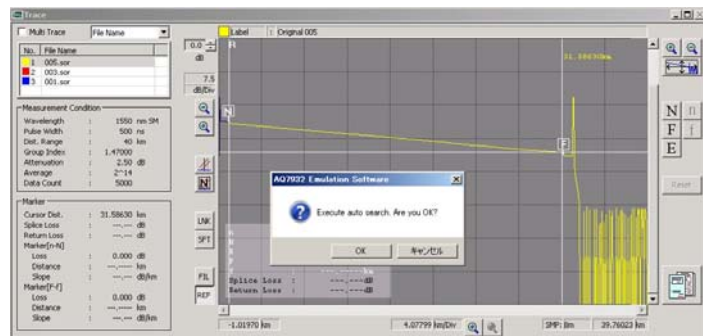 Trace
Multi Trace
File Name
No. File Name
1 005.sor
2 003.sor
3 001.sor
Measurement Condition
Wavelength : 1550 nm SM
Pulse Width : 500 ns
Dist. Range : 40 km
Group Index : 1.47000
Attenuation : 2.50 dB
Average : 2^14
Data Count : 5000
Marker
Cursor Dist. : 31.58630 km
Splice Loss : ---.--- dB
Return Loss : ---.--- dB
Marker[n-N]
Loss : 0.000 dB
Distance : ---.----- km
Slope : ---.--- dB/km
Marker[F-f]
Loss : 0.000 dB
Distance : ---.----- km
Slope : ---.--- dB/km
0.0
dB
7.5
dB/Div
N
LNK
SFT
FIL
REF
Label : Original 005
R
31.58630km
N
E
AQ7932 Emulation Software
Execute auto search. Are you OK?
OK
キャンセル
Splice Loss : ---.---dB
Return Loss : ---.---dB
-1.01970 km
4.07799 km/Div
SMP: 8m
39.76023 km
N n
F f
E
Reset